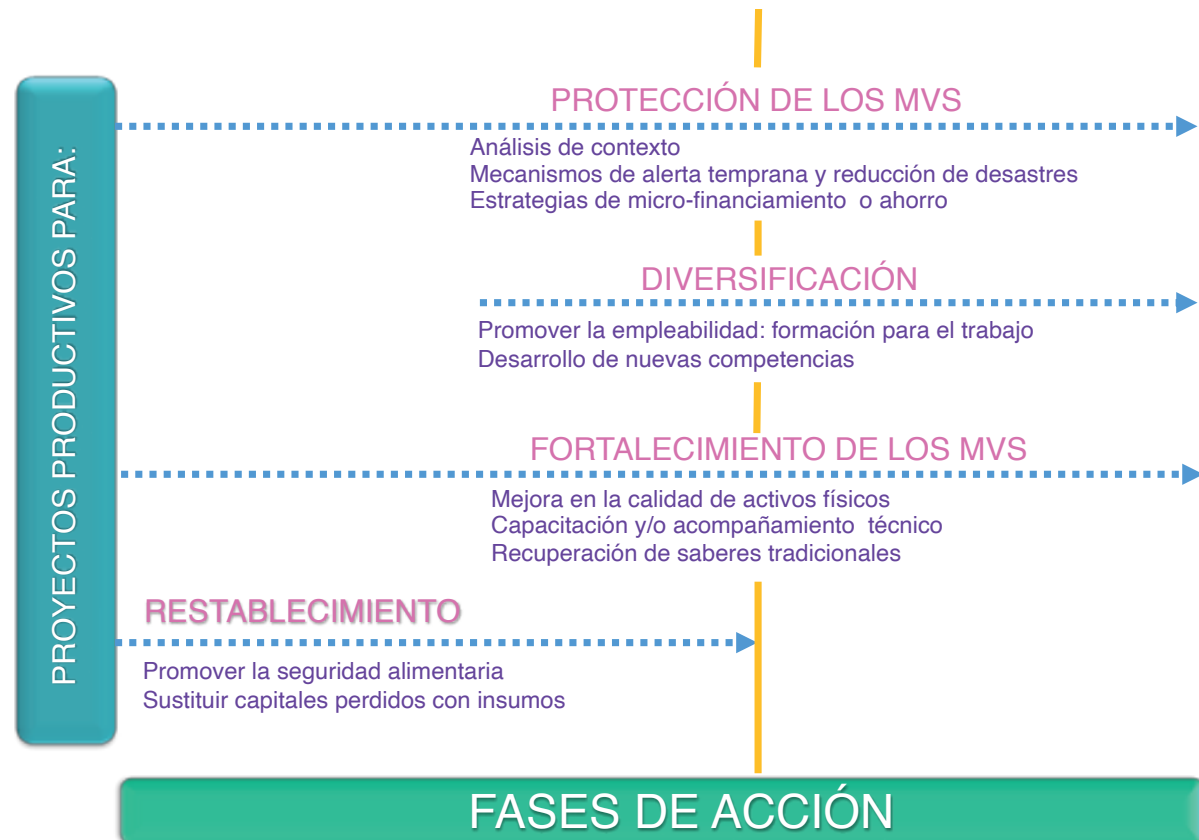 PROYECTOS PRODUCTIVOS PARA:
PROTECCIÓN DE LOS MVS
Análisis de contexto
Mecanismos de alerta temprana y reducción de desastres
Estrategias de micro-financiamiento o ahorro
DIVERSIFICACIÓN
Promover la empleabilidad: formación para el trabajo
Desarrollo de nuevas competencias
FORTALECIMIENTO DE LOS MVS
Mejora en la calidad de activos físicos
Capacitación y/o acompañamiento técnico
Recuperación de saberes tradicionales
RESTABLECIMIENTO
Promover la seguridad alimentaria
Sustituir capitales perdidos con insumos
FASES DE ACCIÓN